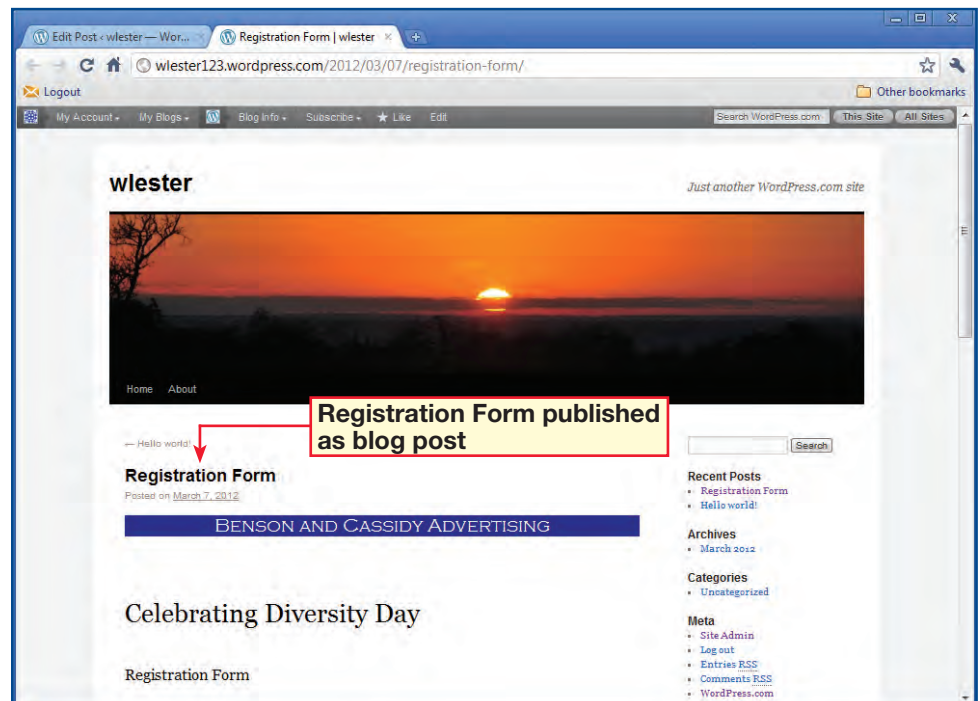 Edit Post ‹ wlester — Wor...
Registration Form | wlester
wlester123.wordpress.com/2012/03/07/registration-form/
Logout
Other bookmarks
My Account
My Blogs
Blog Info
Subscribe
★ Like
Edit
Search WordPress.com
This Site
All Sites
wlester
Just another WordPress.com site
Home
About
Registration Form published
as blog post
← Hello world!
Registration Form
Posted on March 7, 2012
BENSON AND CASSIDY ADVERTISING
Celebrating Diversity Day
Registration Form
Search
Recent Posts
Registration Form
Hello world!
Archives
March 2012
Categories
Uncategorized
Meta
Site Admin
Log out
Entries RSS
Comments RSS
WordPress.com